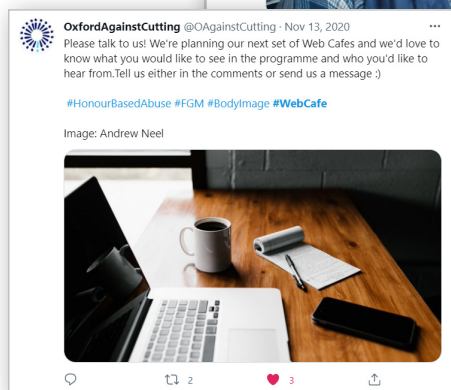 OxfordAgainstCutting @OAgainstCutting · Nov 13, 2020 ...
Please talk to us! We're planning our next set of Web Cafes and we'd love to
know what you would like to see in the programme and who you'd like to
hear from.Tell us either in the comments or send us a message :)
#HonourBasedAbuse #FGM #BodyImage #WebCafe
Image: Andrew Neel
2 3